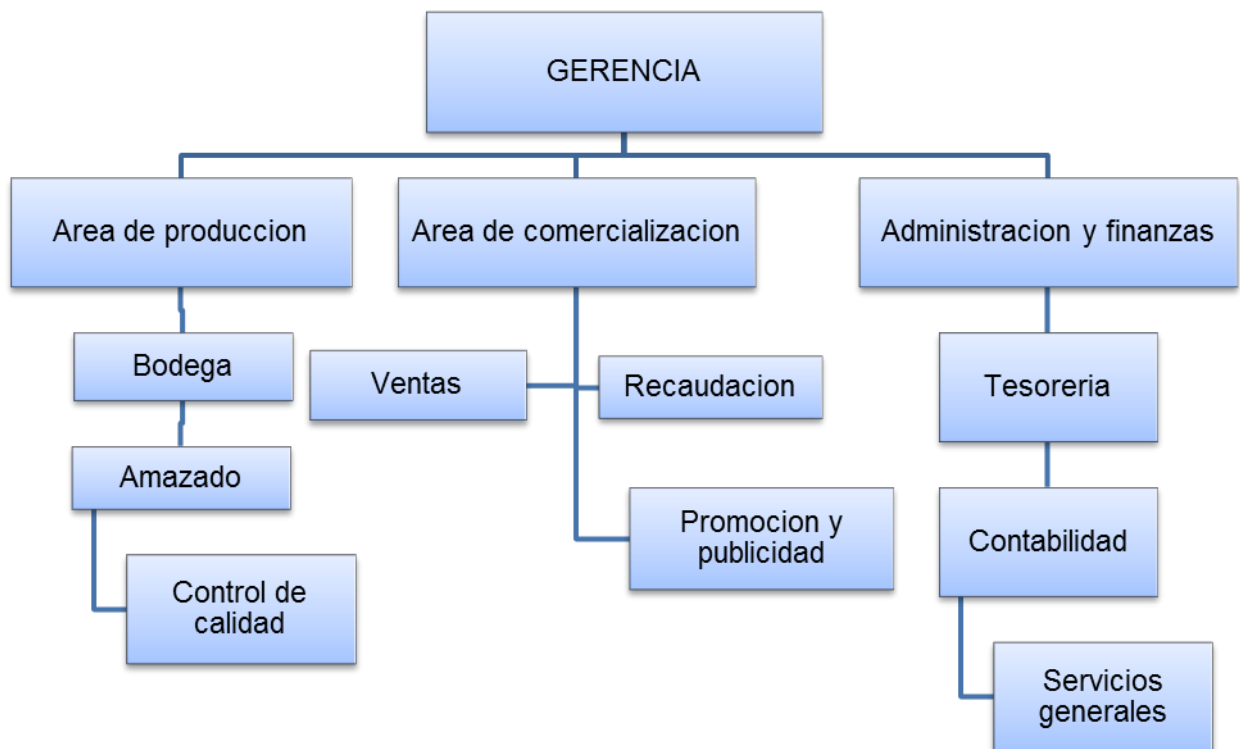 GERENCIA
Area de produccion
Area de comercializacion
Administracion y finanzas
Bodega
Ventas
Recaudacion
Tesoreria
Amazado
Promocion y
publicidad
Contabilidad
Control de
calidad
Servicios
generales